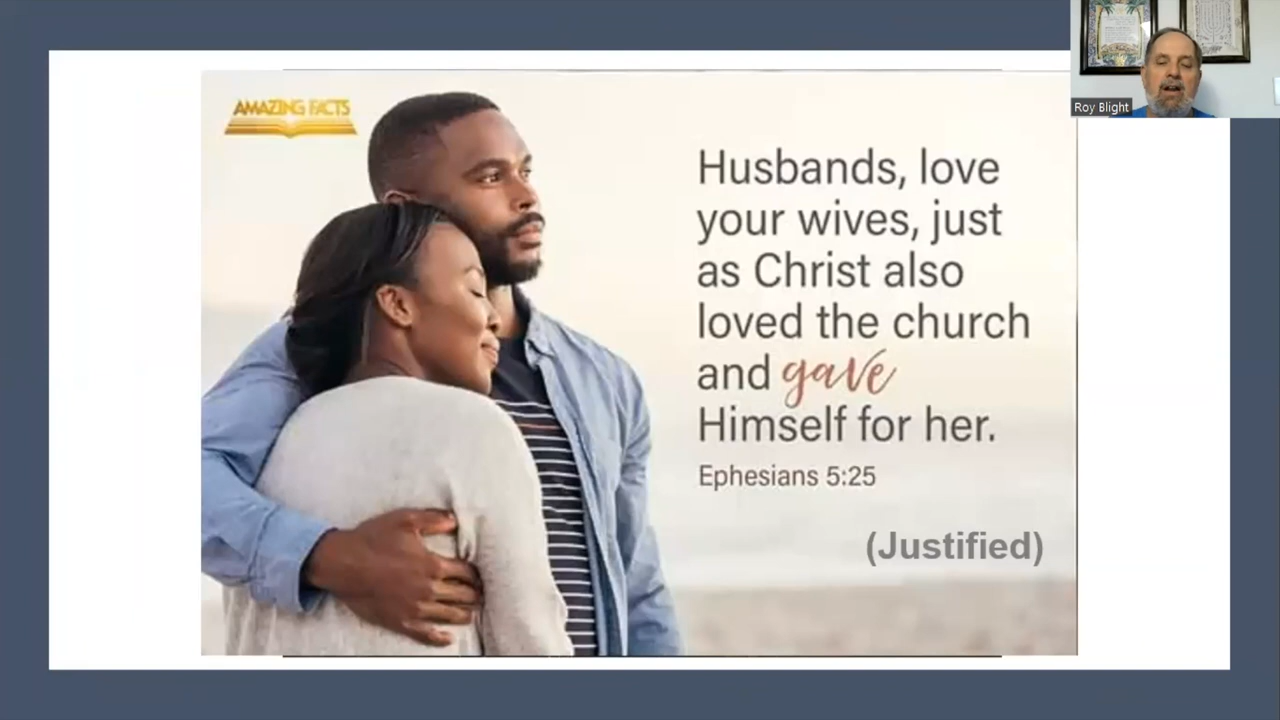 AMAZING FACTS
Husbands, love
your wives, just
as Christ also
loved the church
and gave
Himself for her.
Ephesians 5:25
(Justified)
Roy Blight